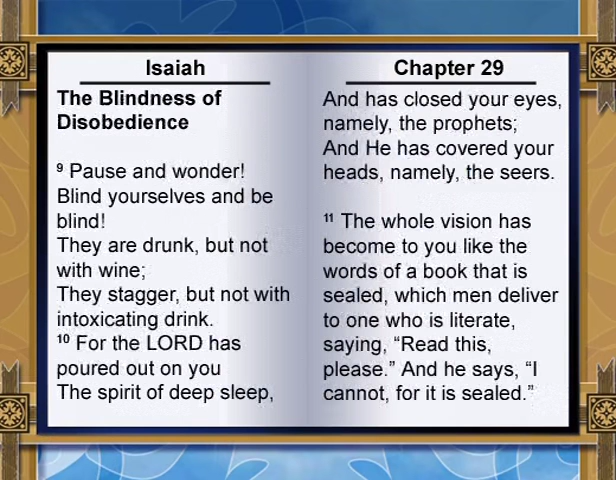 Isaiah
The Blindness of
Disobedience
⁹ Pause and wonder!
Blind yourselves and be
blind!
They are drunk, but not
with wine;
They stagger, but not with
intoxicating drink.
¹⁰ For the LORD has
poured out on you
The spirit of deep sleep,
Chapter 29
And has closed your eyes,
namely, the prophets;
And He has covered your
heads, namely, the seers.
¹¹ The whole vision has
become to you like the
words of a book that is
sealed, which men deliver
to one who is literate,
saying, “Read this,
please.” And he says, “I
cannot, for it is sealed.”